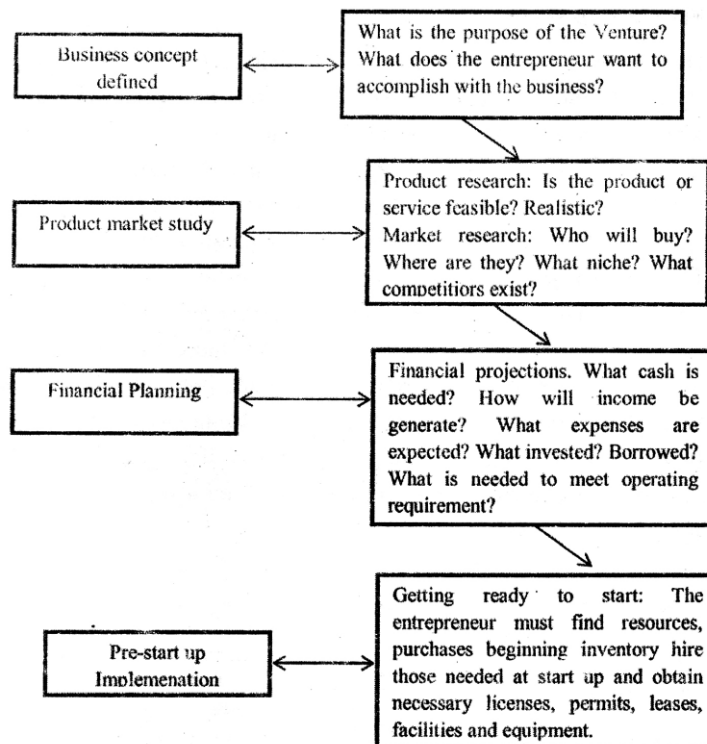 Business concept
defined
What is the purpose of the Venture?
What does the entrepreneur want to
accomplish with the business?
Product market study
Product research: Is the product or
service feasible? Realistic?
Market research: Who will buy?
Where are they? What niche? What
competitiors exist?
Financial Planning
Financial projections. What cash is
needed? How will income be
generate? What expenses are
expected? What invested? Borrowed?
What is needed to meet operating
requirement?
Pre-start up
Implemenation
Getting ready to start: The
entrepreneur must find resources,
purchases beginning inventory hire
those needed at start up and obtain
necessary licenses, permits, leases,
facilities and equipment.